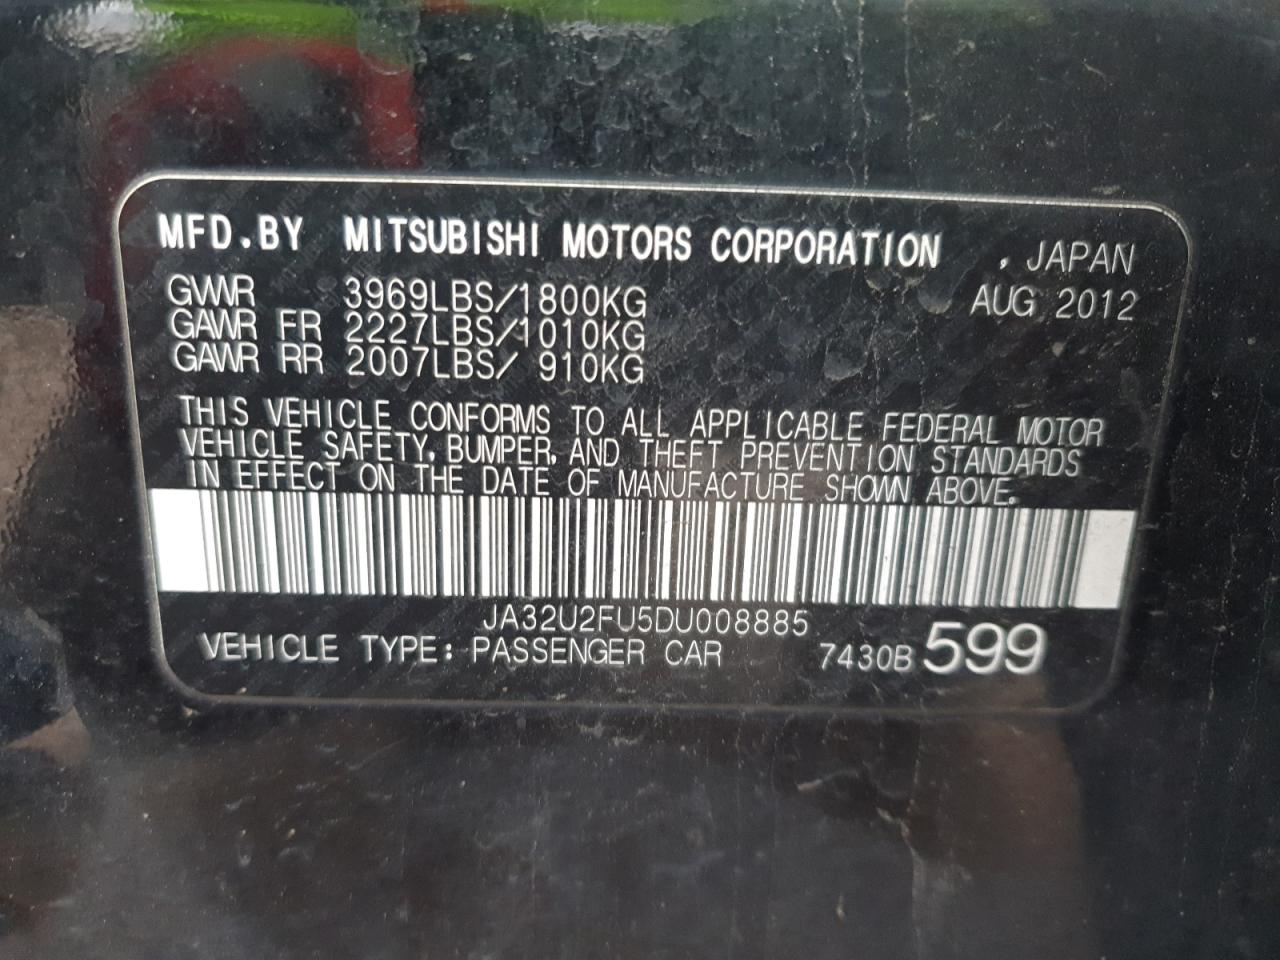 MFD.BY MITSUBISHI MOTORS CORPORATION , JAPAN
GVWR 3969LBS/1800KG AUG 2012
GAWR FR 2227LBS/1010KG
GAWR RR 2007LBS/ 910KG
THIS VEHICLE CONFORMS TO ALL APPLICABLE FEDERAL MOTOR
VEHICLE SAFETY, BUMPER, AND THEFT PREVENTION STANDARDS
IN EFFECT ON THE DATE OF MANUFACTURE SHOWN ABOVE.
JA32U2FU5DU008885
VEHICLE TYPE: PASSENGER CAR 7430B 599